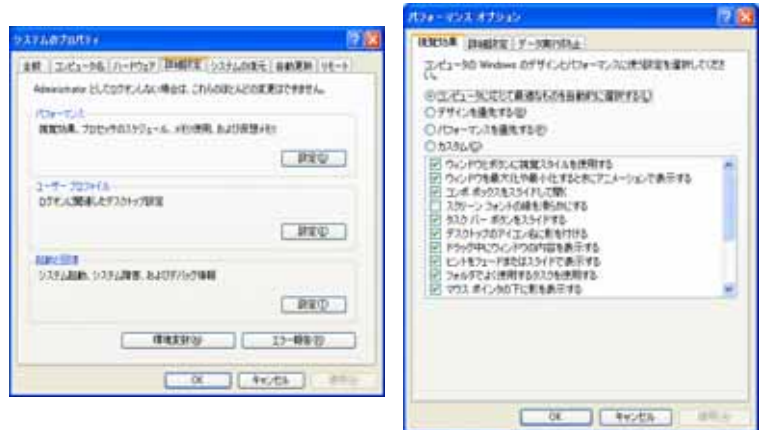 システムのプロパティ
全般 コンピュータ名 ハードウェア 詳細設定 システムの復元 自動更新 リモート
Administrator としてログオンしない場合は、これらのほとんどの変更はできません。
パフォーマンス
視覚効果、プロセッサのスケジュール、メモリ使用、および仮想メモリ
設定(S)
ユーザー プロファイル
ログオンに関連したデスクトップ設定
設定(E)
起動と回復
システム起動、システム障害、およびデバッグ情報
設定(T)
環境変数(N)
エラー報告(R)
OK
キャンセル
適用(A)
パフォーマンス オプション
視覚効果 詳細設定 データ実行防止
コンピュータの Windows のデザインとパフォーマンスに使う設定を選択してください。
コンピュータに応じて最適なものを自動的に選択する(L)
デザインを優先する(B)
パフォーマンスを優先する(P)
カスタム(C)
ウィンドウとボタンに視覚スタイルを使用する
ウィンドウを最大化や最小化するときにアニメーションで表示する
コンボ ボックスをスライドして開く
スクリーン フォントの縁を滑らかにする
タスク バー ボタンをスライドする
デスクトップのアイコン名に影を付ける
ドラッグ中にウィンドウの内容を表示する
ヒントをフェードまたはスライドで表示する
フォルダでよく使用するタスクを使用する
マウス ポインタの下に影を表示する
OK
キャンセル
適用(A)